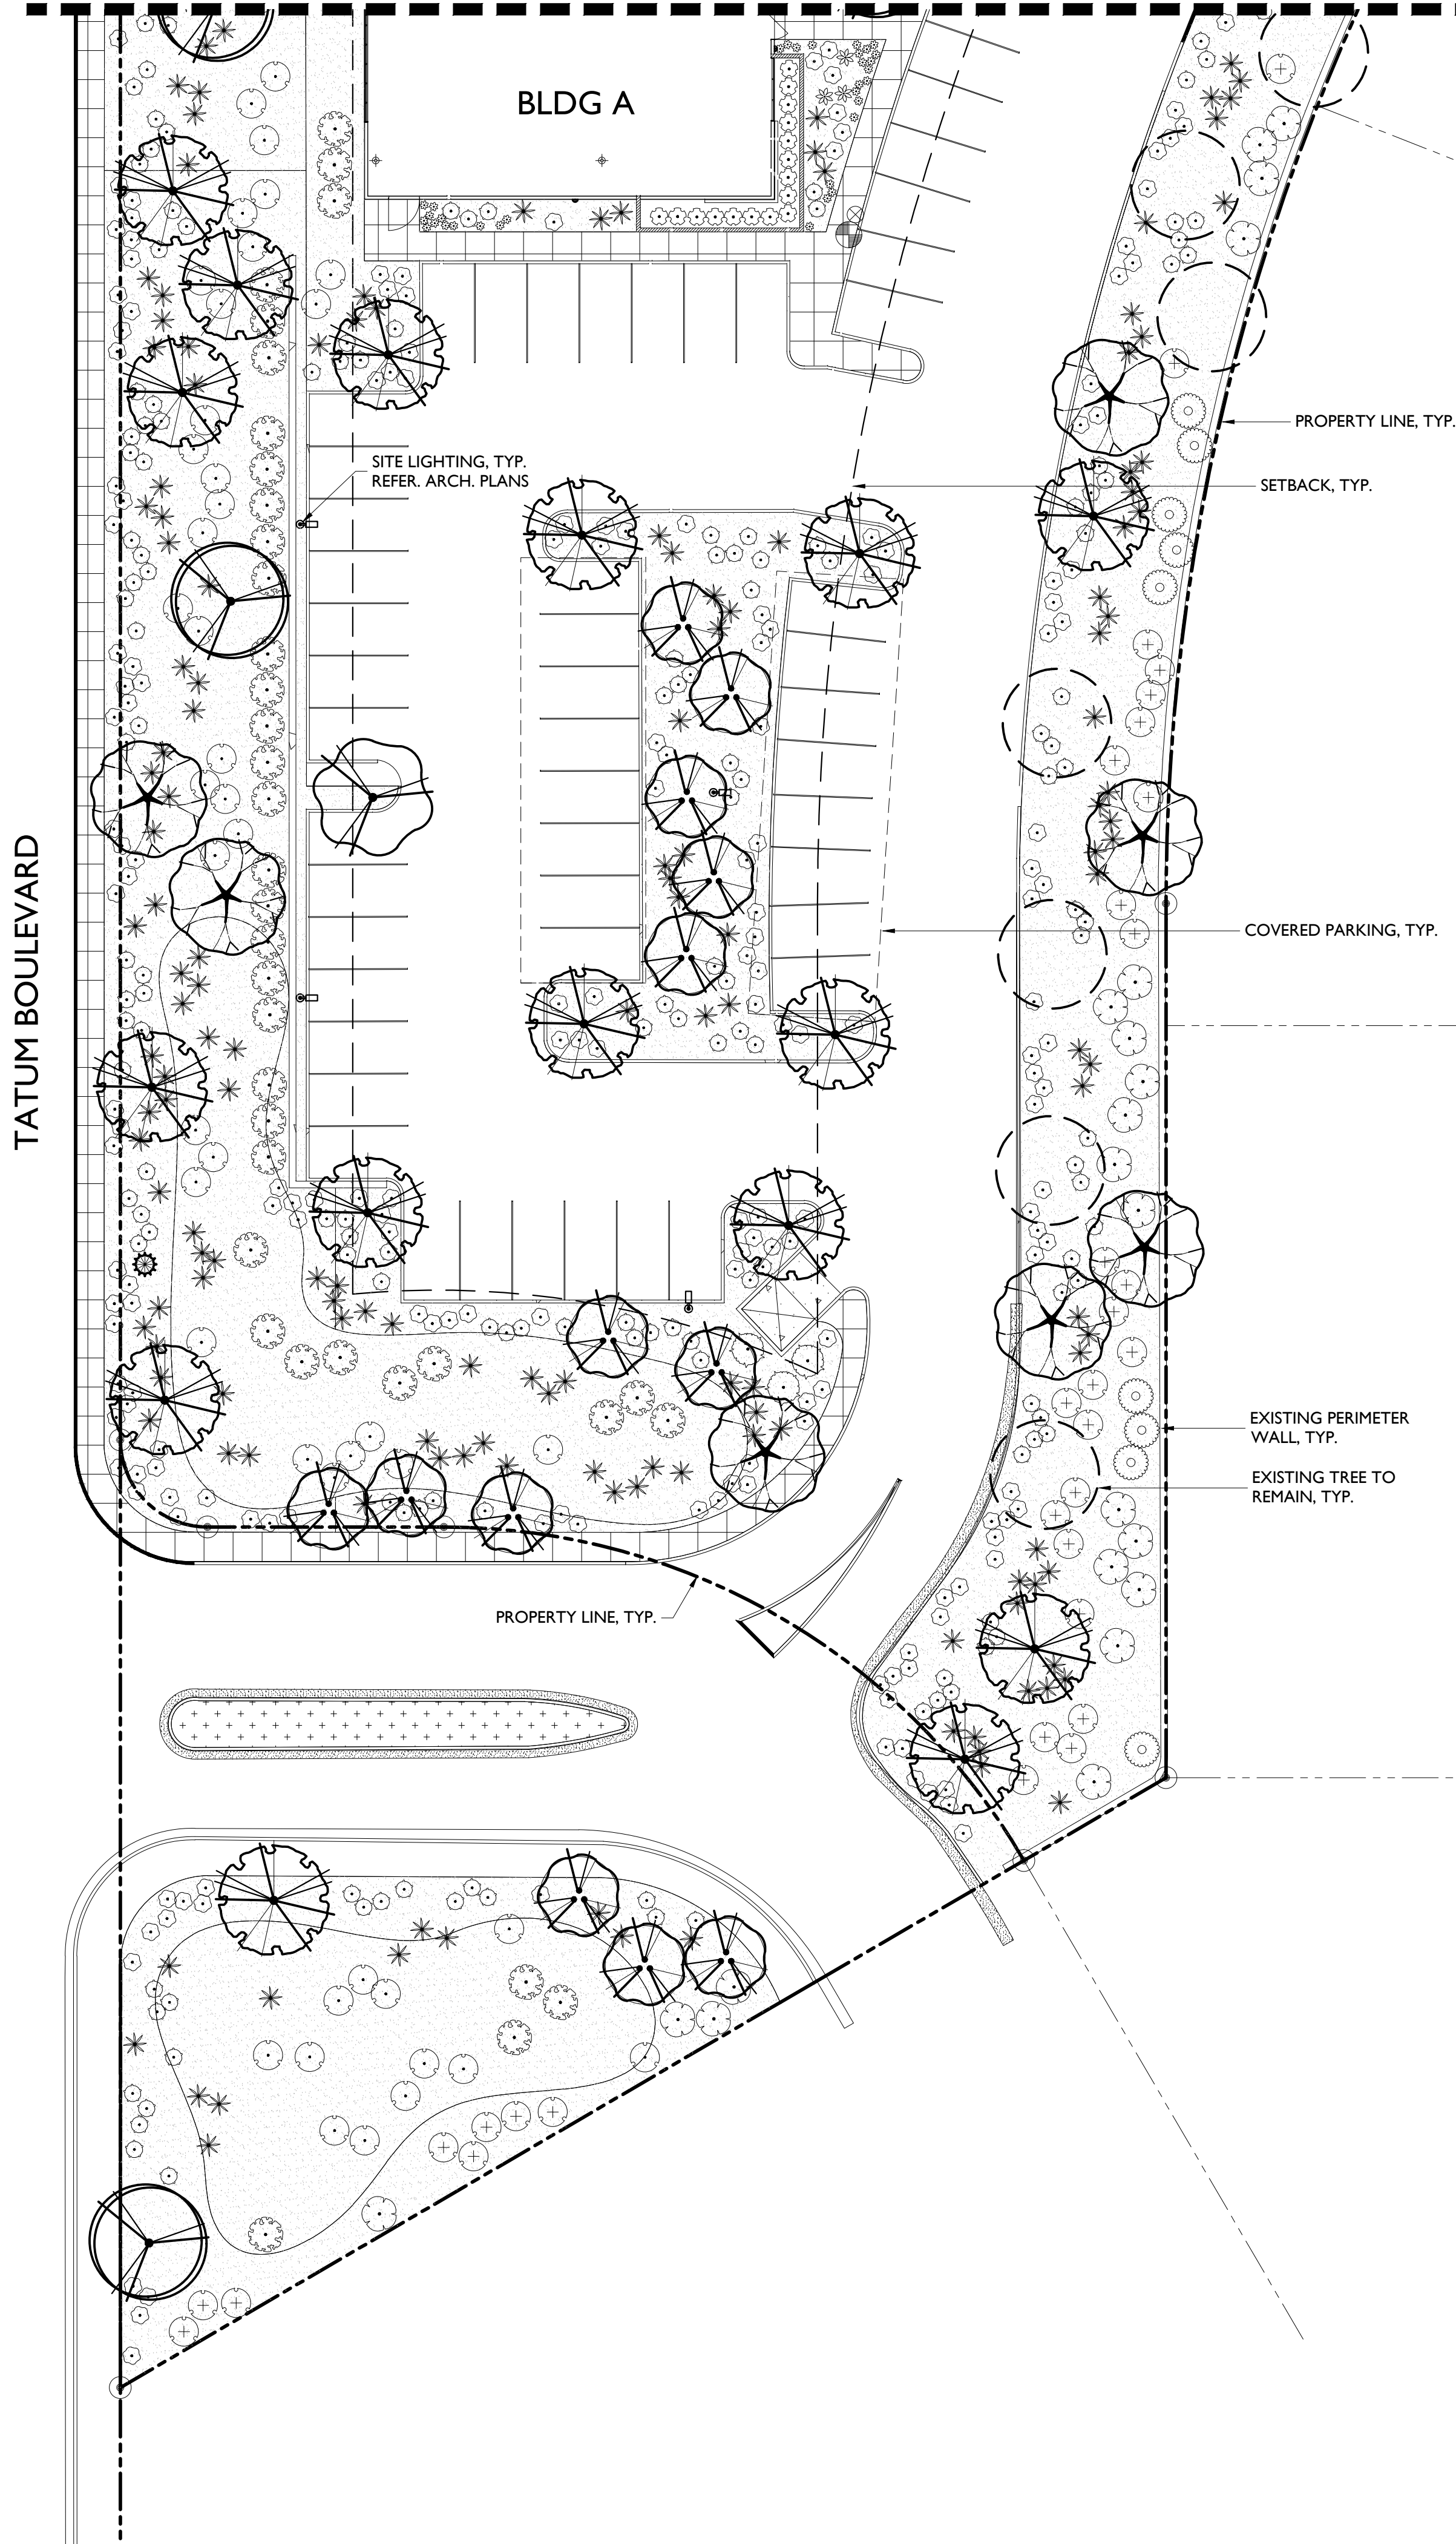 BLDG A
PROPERTY LINE, TYP.
SITE LIGHTING, TYP.
REFER. ARCH. PLANS
SETBACK, TYP.
TATUM BOULEVARD
COVERED PARKING, TYP.
EXISTING PERIMETER
WALL, TYP.
EXISTING TREE TO
REMAIN, TYP.
PROPERTY LINE, TYP.